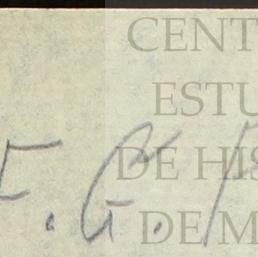 CENT
ESTU
DE HIS
DE M
F. G.